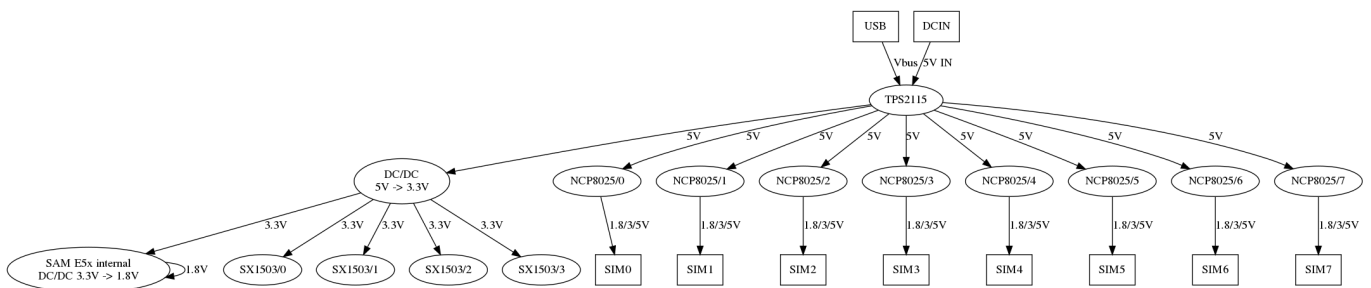 USB
DCIN
Vbus
5V IN
TPS2115
5V
5V
5V
5V
5V
5V
5V
5V
5V
DC/DC
5V -> 3.3V
NCP8025/0
NCP8025/1
NCP8025/2
NCP8025/3
NCP8025/4
NCP8025/5
NCP8025/6
NCP8025/7
3.3V
3.3V
3.3V
3.3V
3.3V
1.8/3/5V
1.8/3/5V
1.8/3/5V
1.8/3/5V
1.8/3/5V
1.8/3/5V
1.8/3/5V
1.8/3/5V
SAM E5x internal
DC/DC 3.3V -> 1.8V
1.8V
SX1503/0
SX1503/1
SX1503/2
SX1503/3
SIM0
SIM1
SIM2
SIM3
SIM4
SIM5
SIM6
SIM7